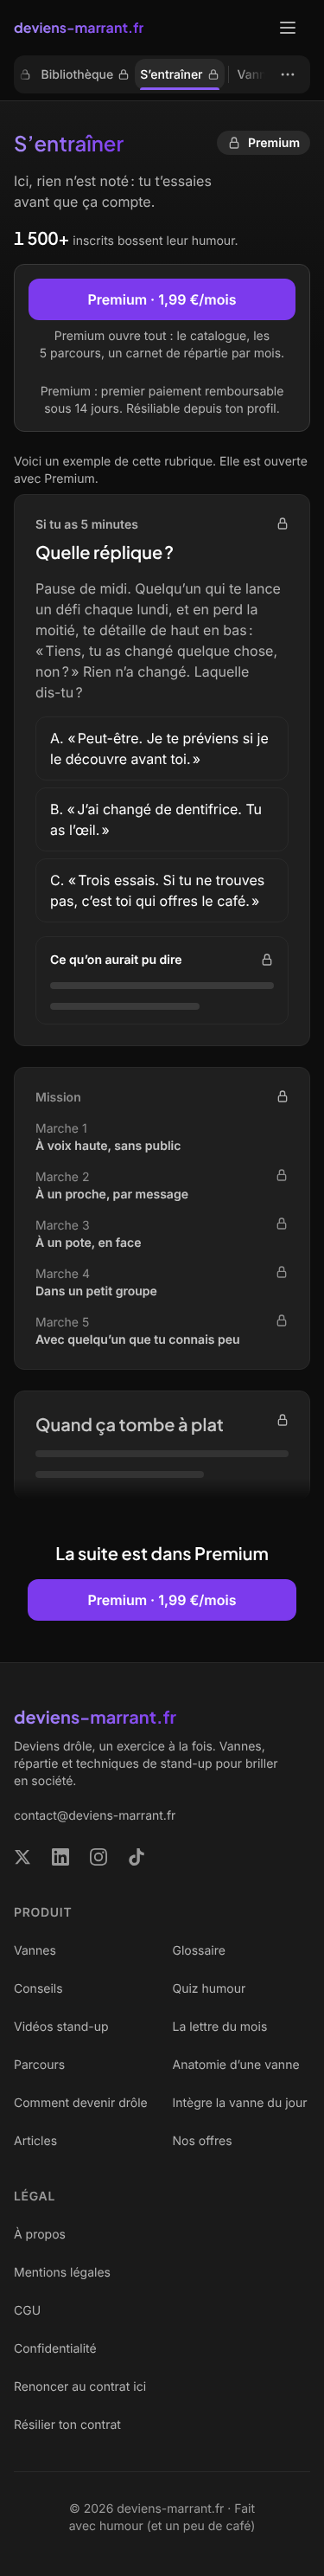 deviens-marrant.fr
Bibliothèque
S’entraîner
S’entraîner
Premium
Ici, rien n’est noté : tu t’essaies
avant que ça compte.
1 500+ inscrits bossent leur humour.
Premium · 1,99 €/mois
Premium ouvre tout : le catalogue, les
5 parcours, un carnet de répartie par mois.
Premium : premier paiement remboursable
sous 14 jours. Résiliable depuis ton profil.
Voici un exemple de cette rubrique. Elle est ouverte
avec Premium.
Si tu as 5 minutes
Quelle réplique ?
Pause de midi. Quelqu’un qui te lance
un défi chaque lundi, et en perd la
moitié, te détaille de haut en bas :
« Tiens, tu as changé quelque chose,
non ? » Rien n’a changé. Laquelle
dis-tu ?
A. « Peut-être. Je te préviens si je
le découvre avant toi. »
B. « J’ai changé de dentifrice. Tu
as l’œil. »
C. « Trois essais. Si tu ne trouves
pas, c’est toi qui offres le café. »
Ce qu’on aurait pu dire
Mission
Marche 1
À voix haute, sans public
Marche 2
À un proche, par message
Marche 3
À un pote, en face
Marche 4
Dans un petit groupe
Marche 5
Avec quelqu’un que tu connais peu
Quand ça tombe à plat
La suite est dans Premium
Premium · 1,99 €/mois
deviens-marrant.fr
Deviens drôle, un exercice à la fois. Vannes,
répartie et techniques de stand-up pour briller
en société.
contact@deviens-marrant.fr
PRODUIT
Vannes
Glossaire
Conseils
Quiz humour
Vidéos stand-up
La lettre du mois
Parcours
Anatomie d’une vanne
Comment devenir drôle
Intègre la vanne du jour
Articles
Nos offres
LÉGAL
À propos
Mentions légales
CGU
Confidentialité
Renoncer au contrat ici
Résilier ton contrat
© 2026 deviens-marrant.fr · Fait
avec humour (et un peu de café)